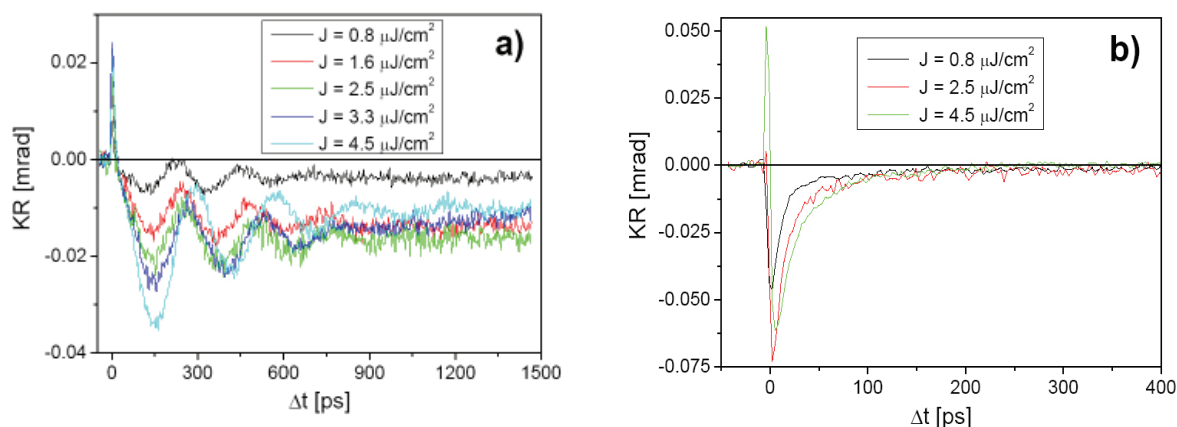 a)
J = 0.8 μJ/cm²
J = 1.6 μJ/cm²
J = 2.5 μJ/cm²
J = 3.3 μJ/cm²
J = 4.5 μJ/cm²
0.02
0.00
-0.02
-0.04
KR [mrad]
0 300 600 900 1200 1500
Δt [ps]
b)
J = 0.8 μJ/cm²
J = 2.5 μJ/cm²
J = 4.5 μJ/cm²
0.050
0.025
0.000
-0.025
-0.050
-0.075
KR [mrad]
0 100 200 300 400
Δt [ps]